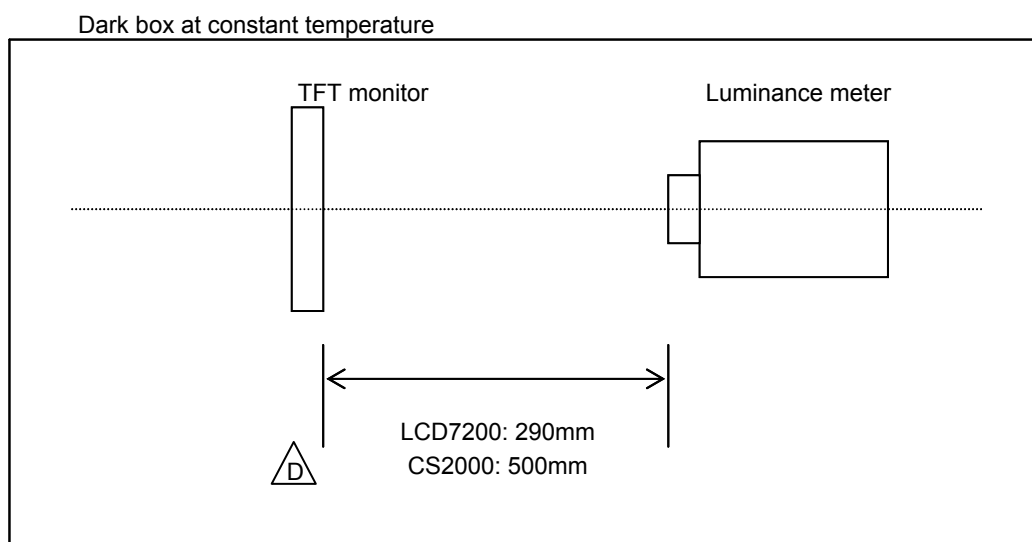 Dark box at constant temperature
TFT monitor
Luminance meter
LCD7200: 290mm
CS2000: 500mm
D